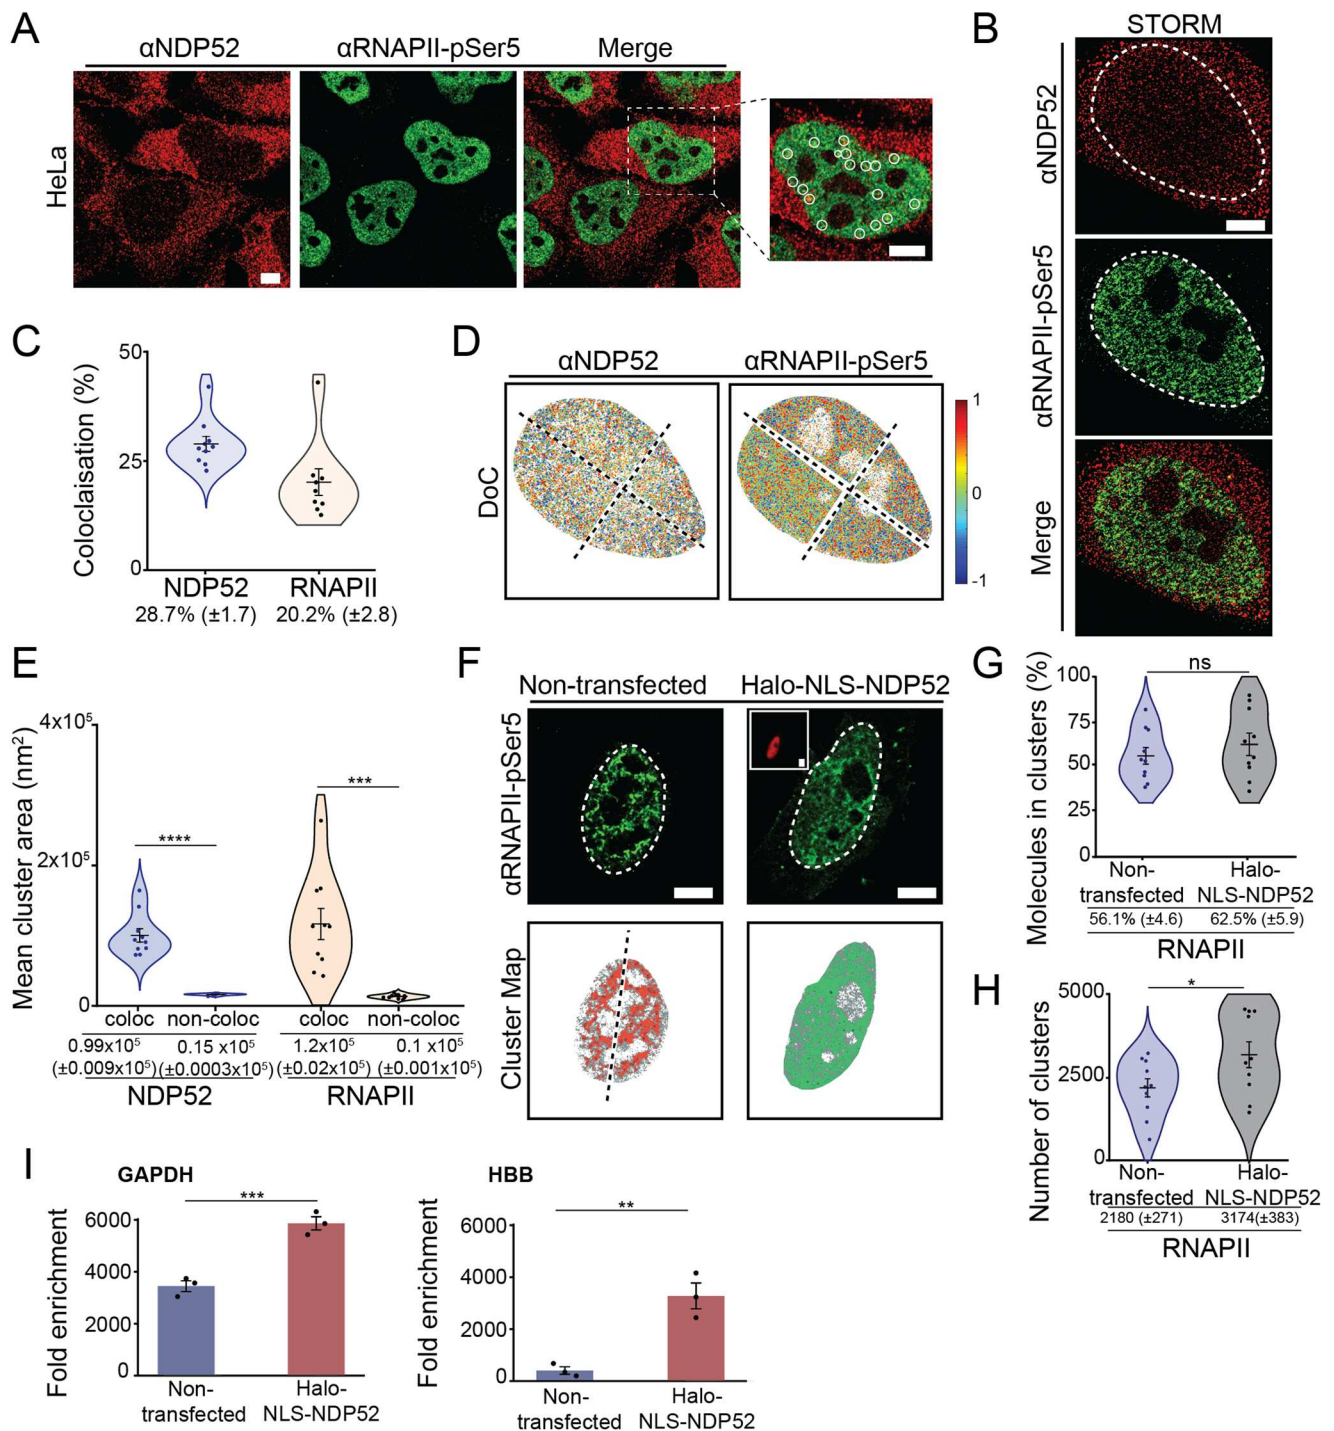 A
αNDP52
αRNAPII-pSer5
Merge
HeLa
B
STORM
αNDP52
αRNAPII-pSer5
Merge
C
Coloclaisation (%)
50
25
0
NDP52
RNAPII
28.7% (±1.7)
20.2% (±2.8)
D
αNDP52
αRNAPII-pSer5
DoC
1
0
-1
E
Mean cluster area (nm²)
4x10⁵
2x10⁵
0
****
***
coloc
non-coloc
coloc
non-coloc
0.99x10⁵
0.15 x10⁵
1.2x10⁵
0.1 x10⁵
(±0.009x10⁵)
(±0.0003x10⁵)
(±0.02x10⁵)
(±0.001x10⁵)
NDP52
RNAPII
F
Non-transfected
Halo-NLS-NDP52
αRNAPII-pSer5
Cluster Map
G
Molecules in clusters (%)
100
75
50
25
0
ns
Non-
transfected
Halo-
NLS-NDP52
56.1% (±4.6)
62.5% (±5.9)
RNAPII
H
Number of clusters
5000
2500
0
*
Non-
transfected
Halo-
NLS-NDP52
2180 (±271)
3174(±383)
RNAPII
I
GAPDH
Fold enrichment
6000
4000
2000
0
***
Non-
transfected
Halo-
NLS-NDP52
HBB
Fold enrichment
6000
4000
2000
0
**
Non-
transfected
Halo-
NLS-NDP52